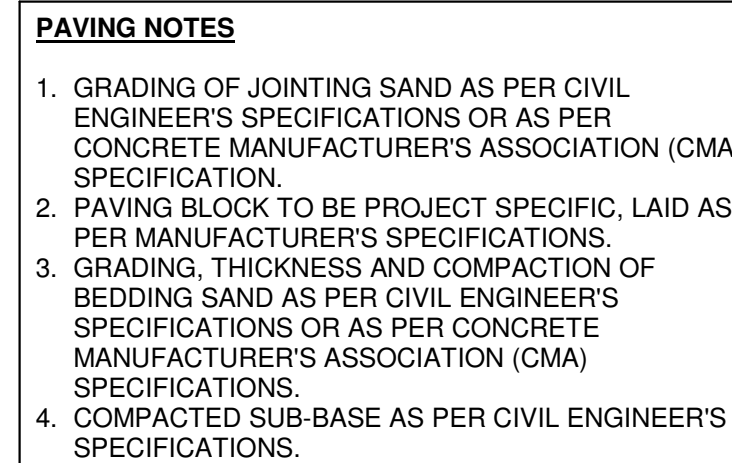 PAVING NOTES
1. GRADING OF JOINTING SAND AS PER CIVIL
ENGINEER'S SPECIFICATIONS OR AS PER
CONCRETE MANUFACTURER'S ASSOCIATION (CMA
SPECIFICATION.
2. PAVING BLOCK TO BE PROJECT SPECIFIC, LAID AS
PER MANUFACTURER'S SPECIFICATIONS.
3. GRADING, THICKNESS AND COMPACTION OF
BEDDING SAND AS PER CIVIL ENGINEER'S
SPECIFICATIONS OR AS PER CONCRETE
MANUFACTURER'S ASSOCIATION (CMA)
SPECIFICATIONS.
4. COMPACTED SUB-BASE AS PER CIVIL ENGINEER'S
SPECIFICATIONS.